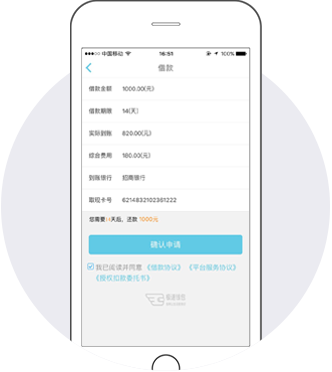 中国移动 16:51 100%
借款
借款金额 1000.00(元)
借款期限 14(天)
实际到账 820.00(元)
综合费用 180.00(元)
到账银行 招商银行
取现卡号 6214832102361222
您需要14天后，还款 1000元
确认申请
我已阅读并同意 《借款协议》 《平台服务协议》
《授权扣款委托书》